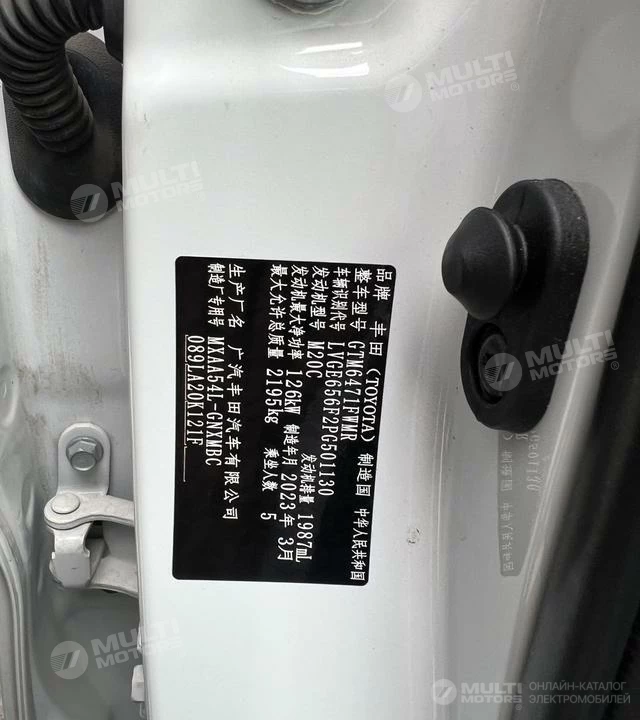 品牌 丰田(TOYOTA) 制造国 中华人民共和国
整车型号 GTM6471FWMR
车辆识别代号 LVGE656F2PG501130
发动机型号 M20C 发动机排量 1987mL
发动机最大净功率 126kW 制造年月 2023年 3月
最大允许总质量 2195kg 乘坐人数 5
生产厂名 广汽丰田汽车有限公司
制造厂专用号 MXAA54L-GNXMBC
089LA20K121F
MULTI
MOTORS®
MULTI
MOTORS®
MULTI
MOTORS
MULTI
MOTORS®
ОНЛАЙН-КАТАЛОГ
ЭЛЕКТРОМОБИЛЕЙ